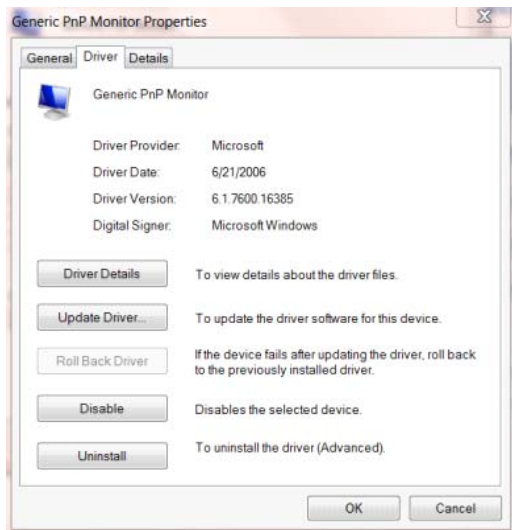 Generic PnP Monitor Properties
General Driver Details
Generic PnP Monitor
Driver Provider: Microsoft
Driver Date: 6/21/2006
Driver Version: 6.1.7600.16385
Digital Signer: Microsoft Windows
Driver Details To view details about the driver files.
Update Driver... To update the driver software for this device.
Roll Back Driver If the device fails after updating the driver, roll back
to the previously installed driver.
Disable Disables the selected device.
Uninstall To uninstall the driver (Advanced).
OK Cancel